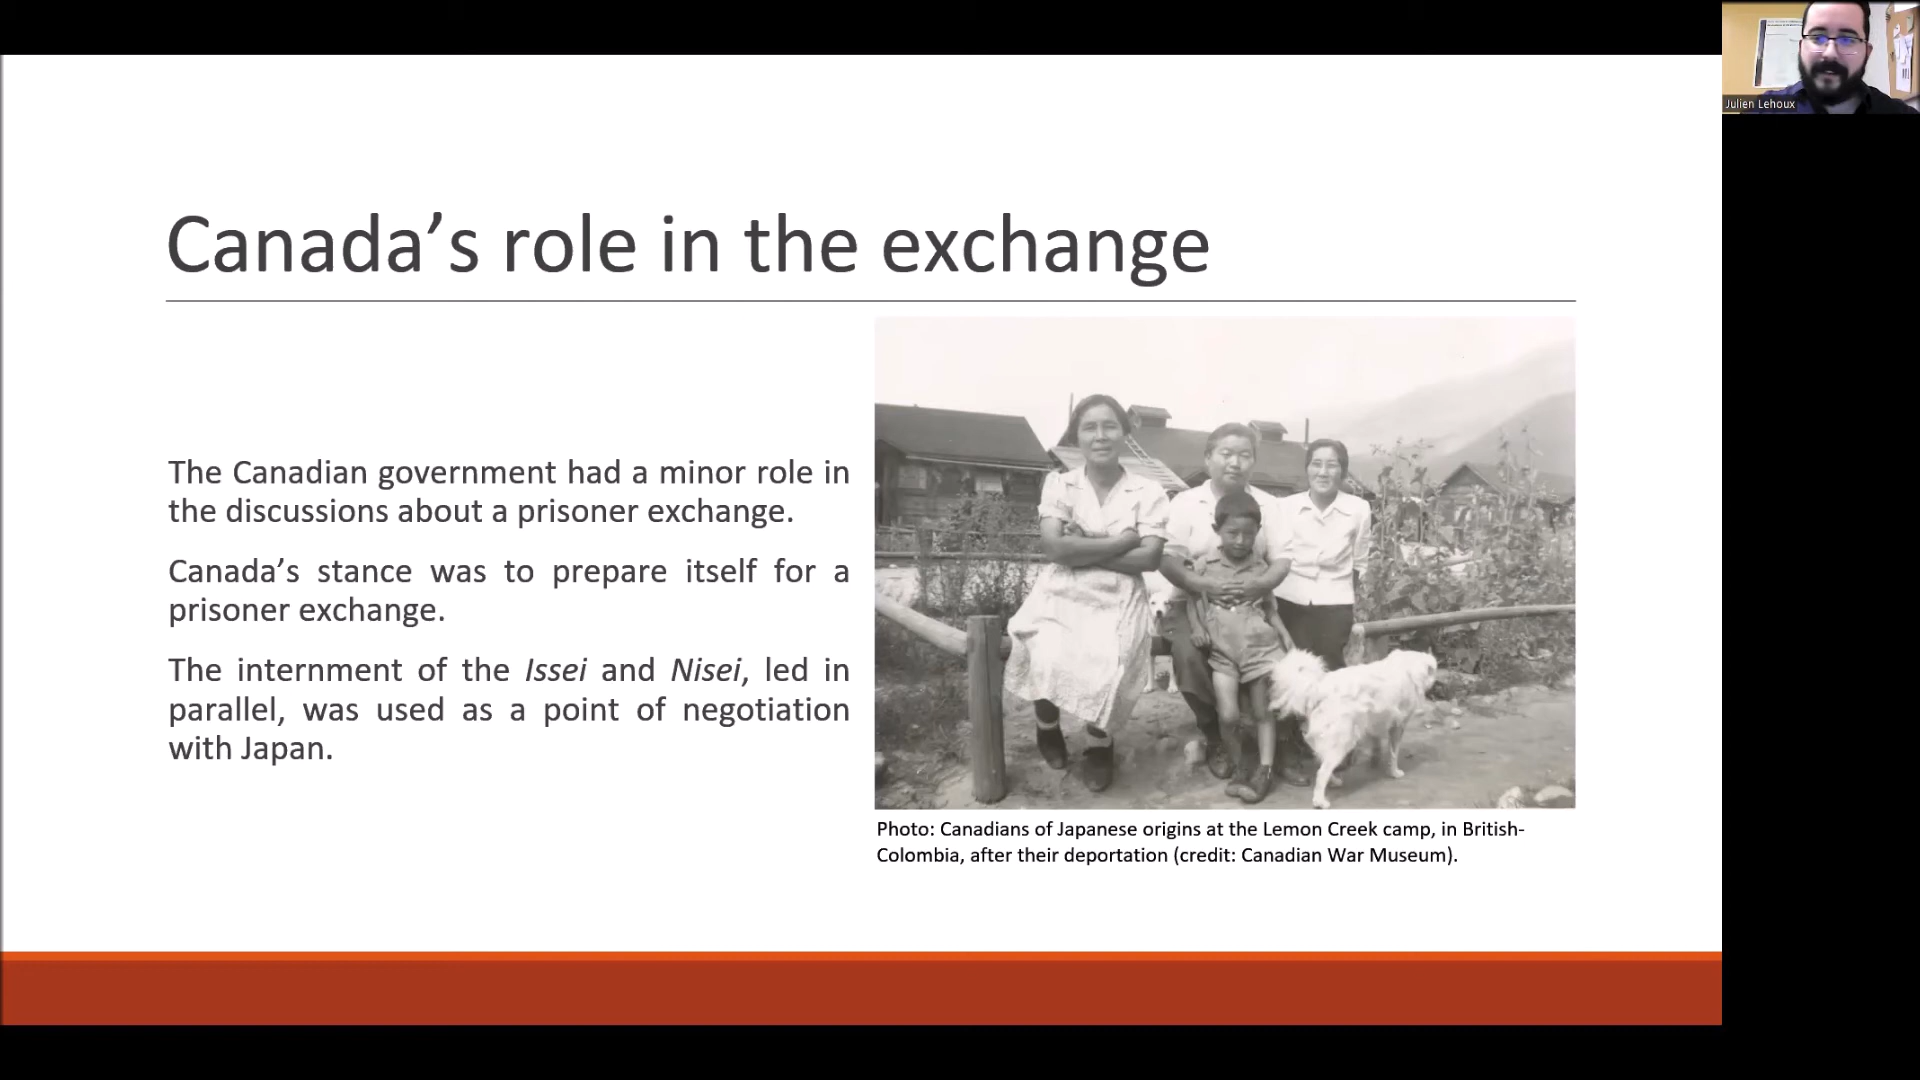 Julien Lehoux
Canada’s role in the exchange
The Canadian government had a minor role in
the discussions about a prisoner exchange.
Canada’s stance was to prepare itself for a
prisoner exchange.
The internment of the Issei and Nisei, led in
parallel, was used as a point of negotiation
with Japan.
Photo: Canadians of Japanese origins at the Lemon Creek camp, in British-
Colombia, after their deportation (credit: Canadian War Museum).